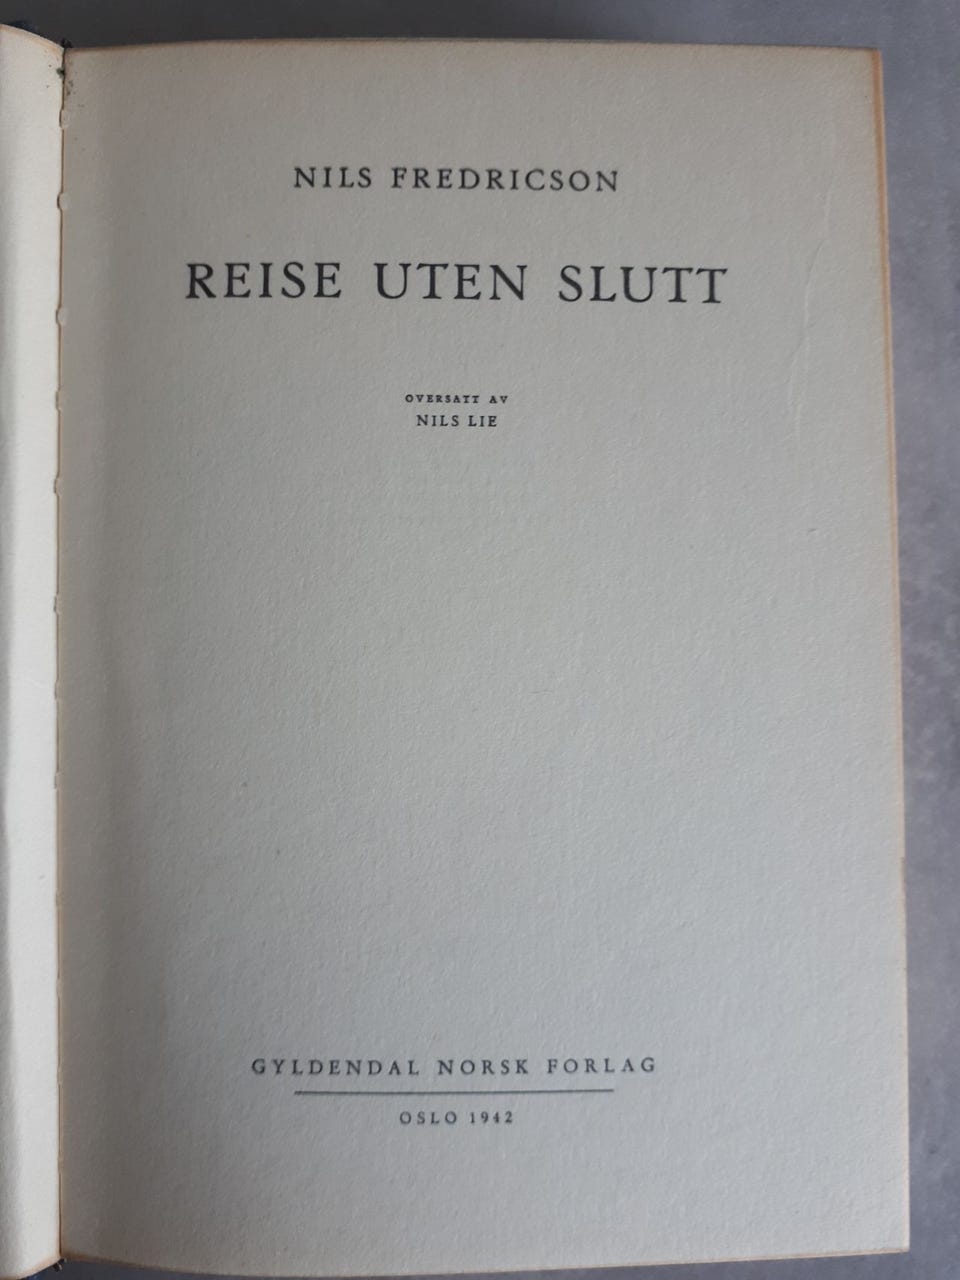 NILS FREDRICSON
REISE UTEN SLUTT
OVERSATT AV
NILS LIE
GYLDENDAL NORSK FORLAG
OSLO 1942